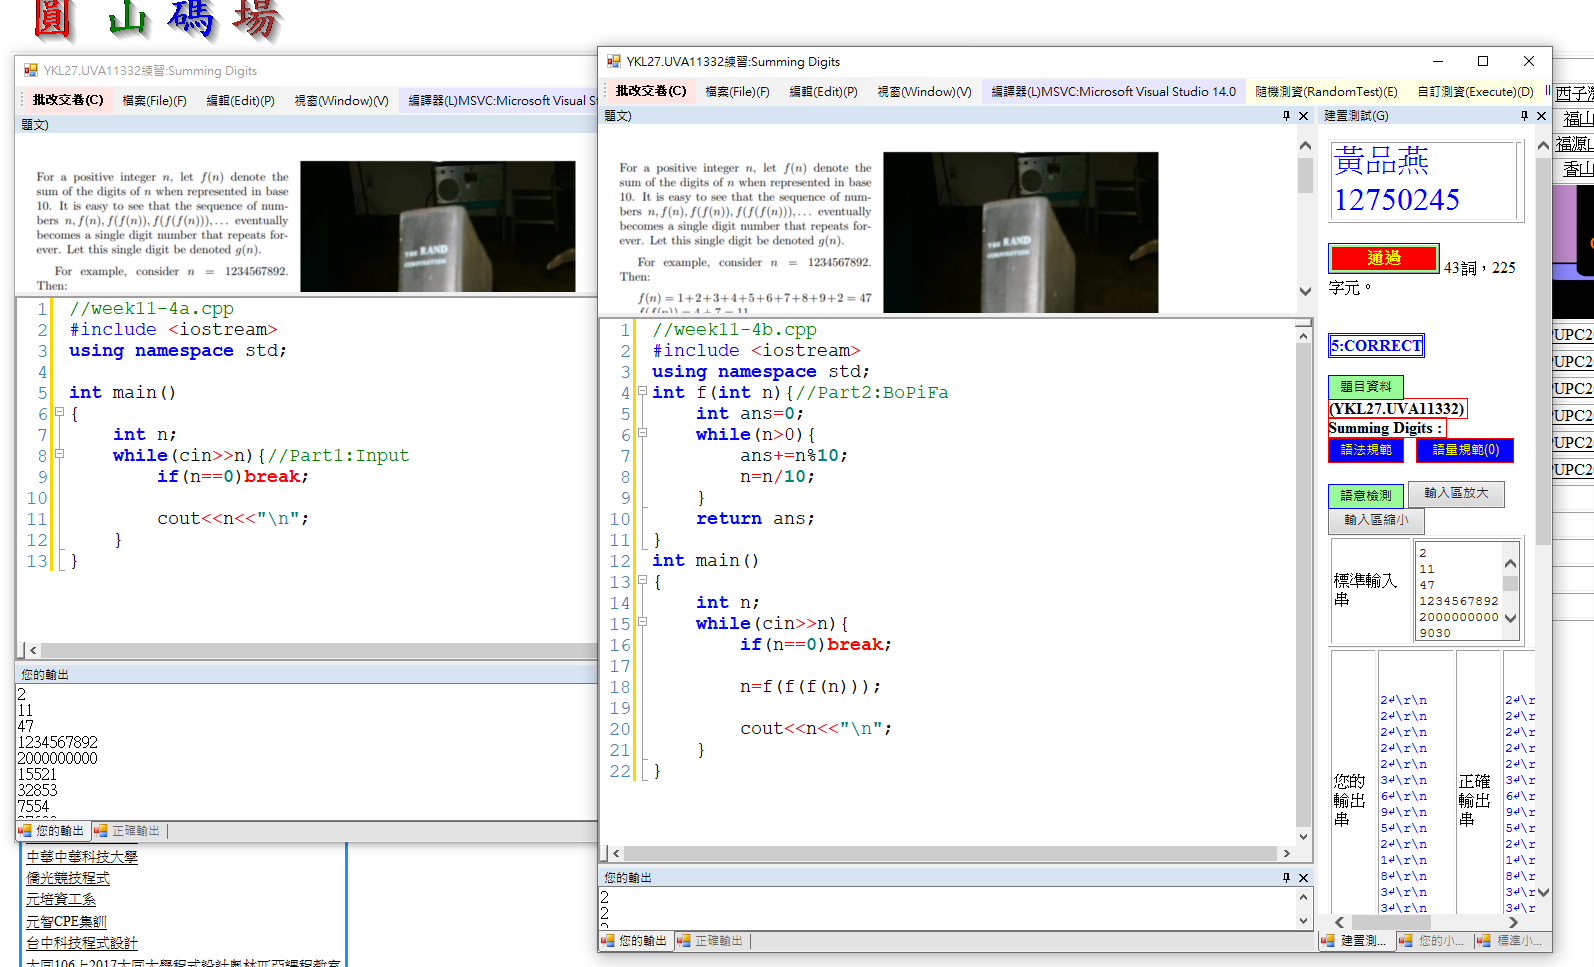 圓山碼場
YKL27.UVA11332練習:Summing Digits
批改交卷(C) 檔案(File)(F) 編輯(Edit)(P) 視窗(Window)(V) 編譯器(L)MSVC:Microsoft Visual S
題文)
For a positive integer n, let f(n) denote the
sum of the digits of n when represented in base
10. It is easy to see that the sequence of num-
bers n, f(n), f(f(n)), f(f(f(n))), . . . eventually
becomes a single digit number that repeats for-
ever. Let this single digit be denoted g(n).
For example, consider n = 1234567892.
Then:
THE RAND
CORPORATION
1 //week11-4a.cpp
2 #include <iostream>
3 using namespace std;
4
5 int main()
6 {
7 int n;
8 while(cin>>n){//Part1:Input
9 if(n==0)break;
10
11 cout<<n<<"\n";
12 }
13 }
您的輸出
2
11
47
1234567892
2000000000
15521
32853
7554
您的輸出 正確輸出
中華中華科技大學
僑光競技程式
元培資工系
元智CPE集訓
台中科技程式設計
YKL27.UVA11332練習:Summing Digits
批改交卷(C) 檔案(File)(F) 編輯(Edit)(P) 視窗(Window)(V) 編譯器(L)MSVC:Microsoft Visual Studio 14.0 隨機測資(RandomTest)(E) 自訂測資(Execute)(D)
題文)
For a positive integer n, let f(n) denote the
sum of the digits of n when represented in base
10. It is easy to see that the sequence of num-
bers n, f(n), f(f(n)), f(f(f(n))), . . . eventually
becomes a single digit number that repeats for-
ever. Let this single digit be denoted g(n).
For example, consider n = 1234567892.
Then:
f(n) = 1+2+3+4+5+6+7+8+9+2 = 47
f(f(n)) = 4 + 7 = 11
THE RAND
CORPORATION
1 //week11-4b.cpp
2 #include <iostream>
3 using namespace std;
4 int f(int n){//Part2:BoPiFa
5 int ans=0;
6 while(n>0){
7 ans+=n%10;
8 n=n/10;
9 }
10 return ans;
11 }
12 int main()
13 {
14 int n;
15 while(cin>>n){
16 if(n==0)break;
17
18 n=f(f(f(n)));
19
20 cout<<n<<"\n";
21 }
22 }
您的輸出
2
2
您的輸出 正確輸出
建置測試(G)
黃品燕
12750245
通過 43詞，225
字元。
5:CORRECT
題目資料
(YKL27.UVA11332)
Summing Digits :
語法規範 語量規範(0)
語意檢測 輸入區放大
輸入區縮小
標準輸入
串
2
11
47
1234567892
2000000000
9030
您的
輸出
串
2↲\r\n
2↲\r\n
2↲\r\n
2↲\r\n
2↲\r\n
3↲\r\n
6↲\r\n
9↲\r\n
5↲\r\n
2↲\r\n
1↲\r\n
8↲\r\n
3↲\r\n
3↲\r\n
正確
輸出
串
2↲\r
2↲\r
2↲\r
2↲\r
2↲\r
3↲\r
6↲\r
9↲\r
5↲\r
2↲\r
1↲\r
8↲\r
3↲\r
3↲\r
建置測... 您的小... 標準小...
西子
福山
福源
香山
UPC2
UPC2
UPC2
UPC2
UPC2
UPC2